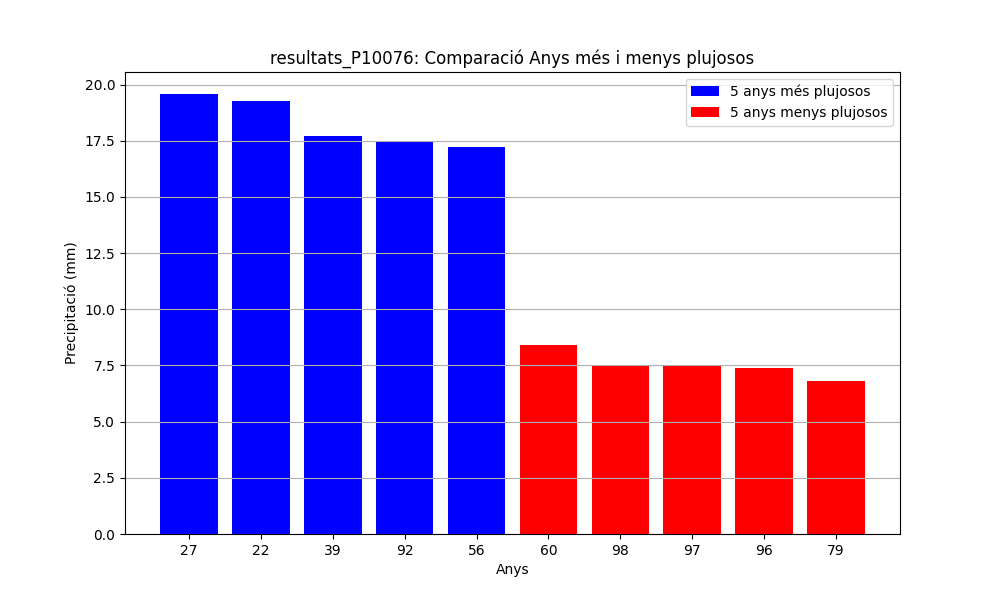 resultats_P10076: Comparació Anys més i menys plujosos
5 anys més plujosos
5 anys menys plujosos
Precipitació (mm)
20.0
17.5
15.0
12.5
10.0
7.5
5.0
2.5
0.0
27 22 39 92 56 60 98 97 96 79
Anys